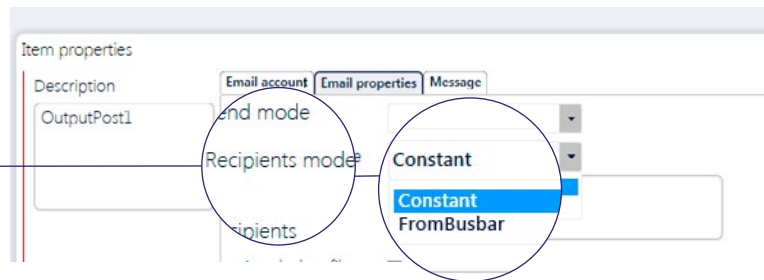 Item properties
Description
Email account Email properties Message
OutputPost1
end mode
Recipients mode Constant
Constant
FromBusbar
cipients